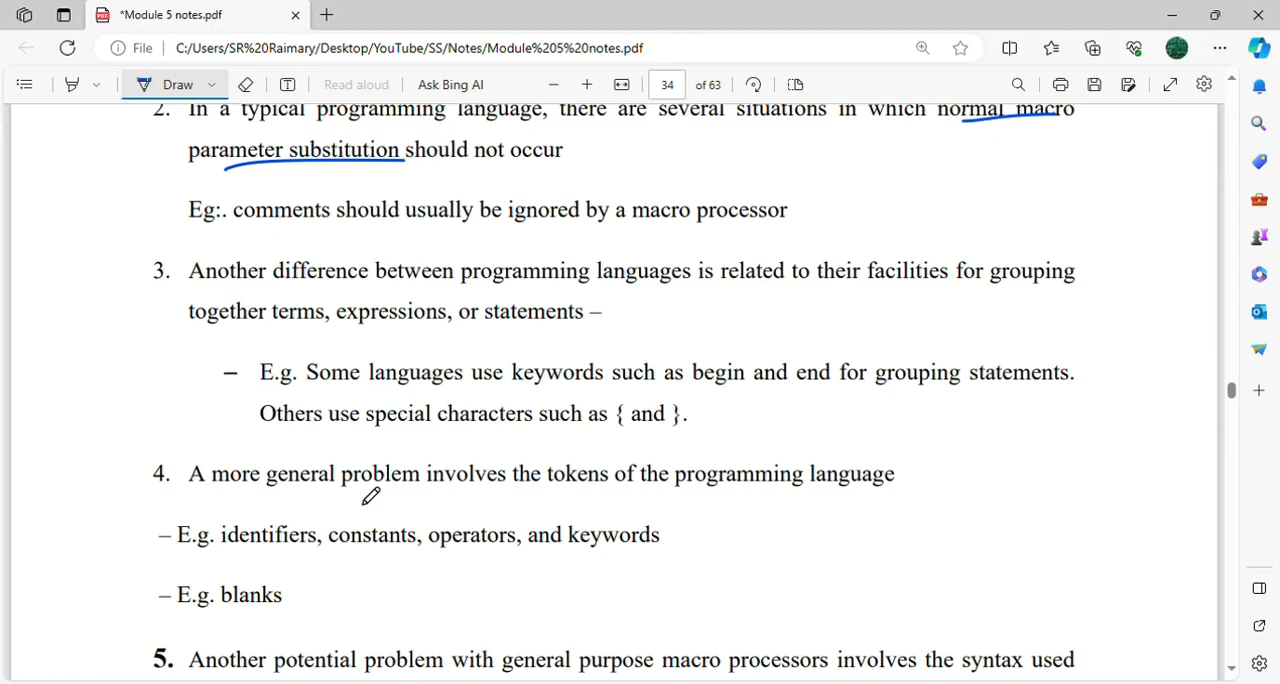 *Module 5 notes.pdf
File
C:/Users/SR%20Raimary/Desktop/YouTube/SS/Notes/Module%205%20notes.pdf
Draw
Read aloud
Ask Bing AI
34
of 63
2. In a typical programming language, there are several situations in which normal macro
parameter substitution should not occur
Eg:. comments should usually be ignored by a macro processor
3. Another difference between programming languages is related to their facilities for grouping
together terms, expressions, or statements –
– E.g. Some languages use keywords such as begin and end for grouping statements.
Others use special characters such as { and }.
4. A more general problem involves the tokens of the programming language
– E.g. identifiers, constants, operators, and keywords
– E.g. blanks
5. Another potential problem with general purpose macro processors involves the syntax used